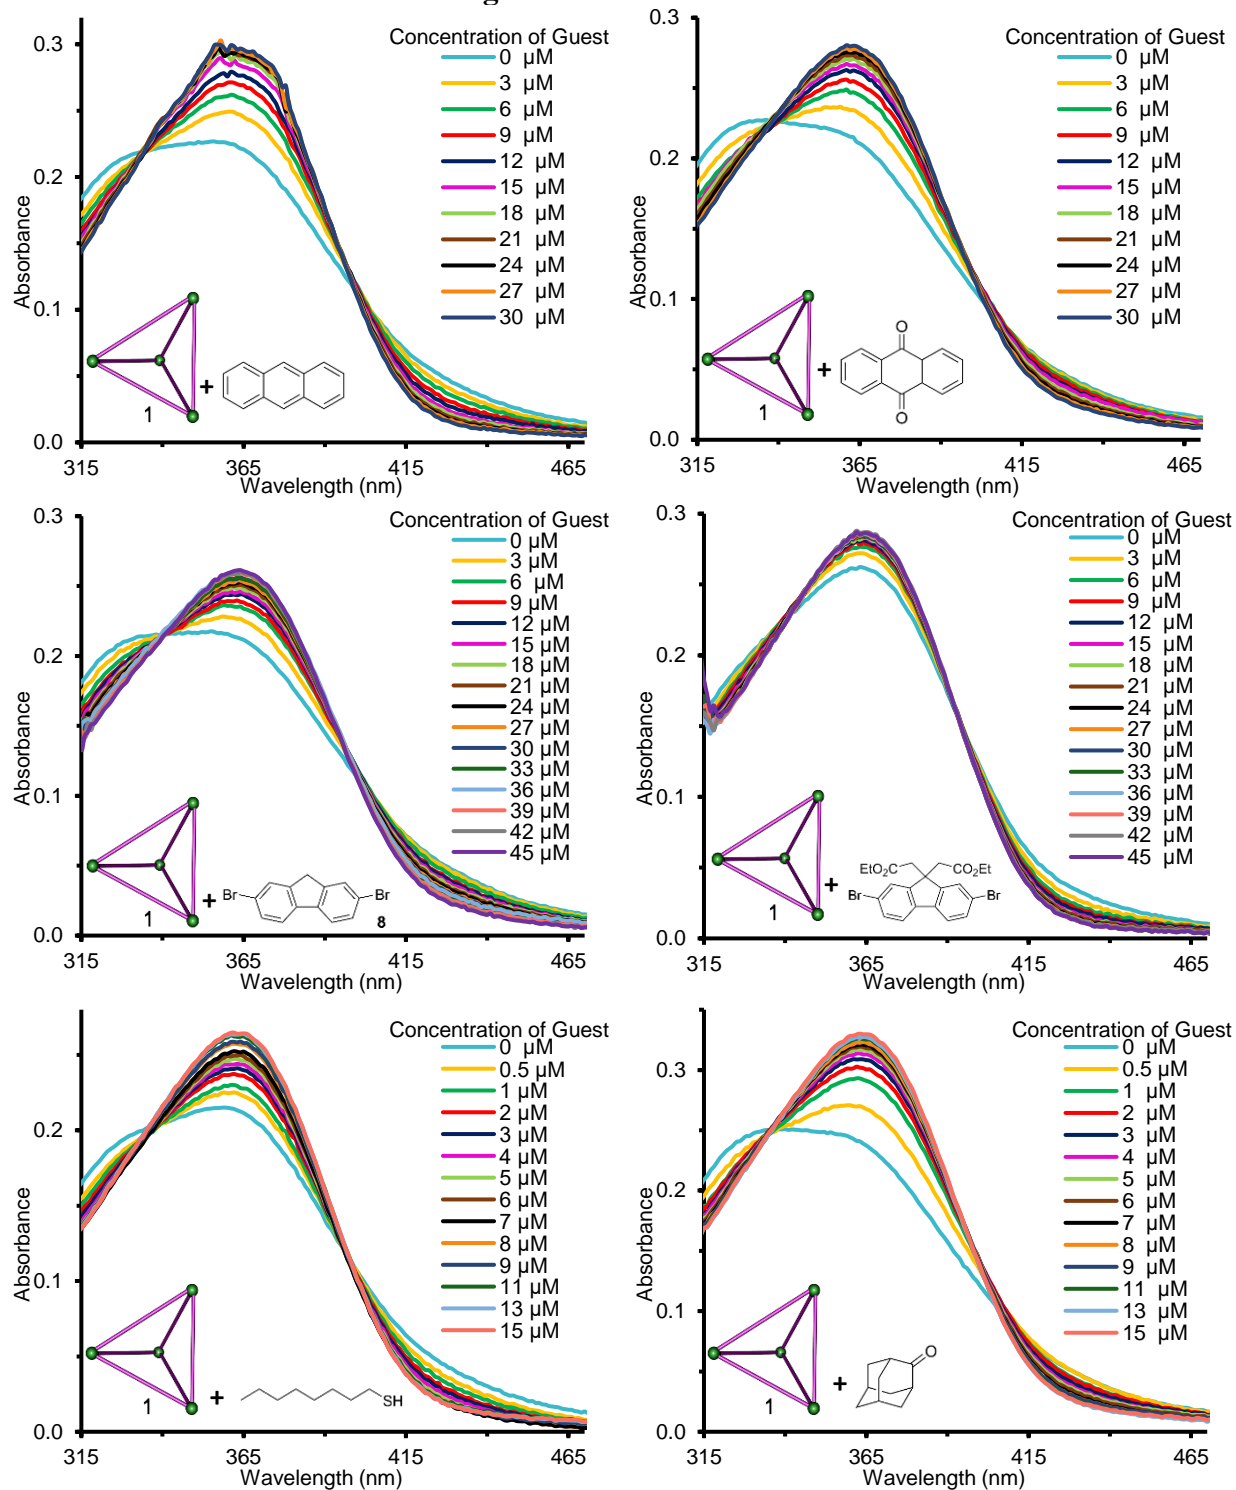 g
0.3
0.2
0.1
0.0
Absorbance
Concentration of Guest
0 µM
3 µM
6 µM
9 µM
12 µM
15 µM
18 µM
21 µM
24 µM
27 µM
30 µM
1
+
315
365
415
465
Wavelength (nm)
0.3
0.2
0.1
0.0
Absorbance
Concentration of Guest
0 µM
3 µM
6 µM
9 µM
12 µM
15 µM
18 µM
21 µM
24 µM
27 µM
30 µM
O
O
1
+
315
365
415
465
Wavelength (nm)
0.3
0.2
0.1
0.0
Absorbance
Concentration of Guest
0 µM
3 µM
6 µM
9 µM
12 µM
15 µM
18 µM
21 µM
24 µM
27 µM
30 µM
33 µM
36 µM
39 µM
42 µM
45 µM
1
+
Br
Br
8
315
365
415
465
Wavelength (nm)
0.3
0.2
0.1
0.0
Absorbance
Concentration of Guest
0 µM
3 µM
6 µM
9 µM
12 µM
15 µM
18 µM
21 µM
24 µM
27 µM
30 µM
33 µM
36 µM
39 µM
42 µM
45 µM
1
+
EtO₂C
CO₂Et
Br
Br
315
365
415
465
Wavelength (nm)
0.2
0.1
0.0
Absorbance
Concentration of Guest
0 µM
0.5 µM
1 µM
2 µM
3 µM
4 µM
5 µM
6 µM
7 µM
8 µM
9 µM
11 µM
13 µM
15 µM
1
+
SH
315
365
415
465
Wavelength (nm)
0.3
0.2
0.1
0.0
Absorbance
Concentration of Guest
0 µM
0.5 µM
1 µM
2 µM
3 µM
4 µM
5 µM
6 µM
7 µM
8 µM
9 µM
11 µM
13 µM
15 µM
1
+
O
315
365
415
465
Wavelength (nm)